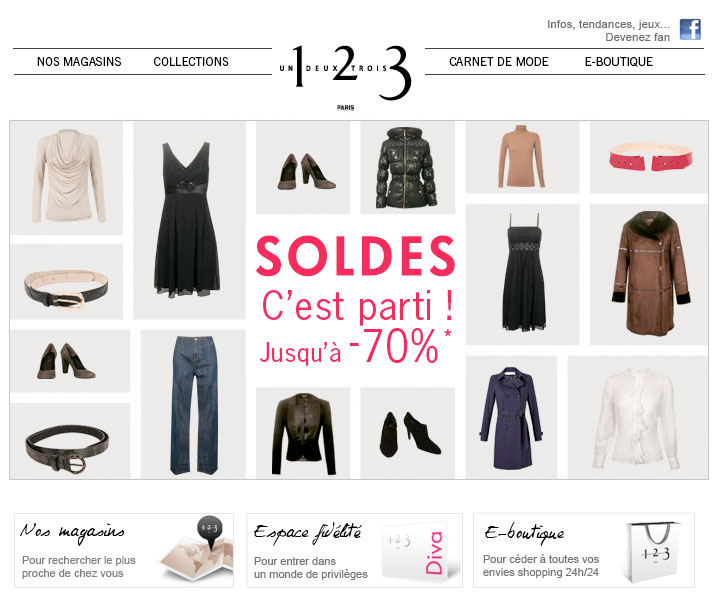 Infos, tendances, jeux...
Devenez fan
NOS MAGASINS COLLECTIONS 1 2 3 CARNET DE MODE E-BOUTIQUE
UN DEUX TROIS
PARIS
SOLDES
C'est parti !
Jusqu'à -70%*
Nos magasins
Pour rechercher le plus
proche de chez vous
123
Espace fidélité
Pour entrer dans
un monde de privilèges
123
Diva
E-boutique
Pour céder à toutes vos
envies shopping 24h/24
123